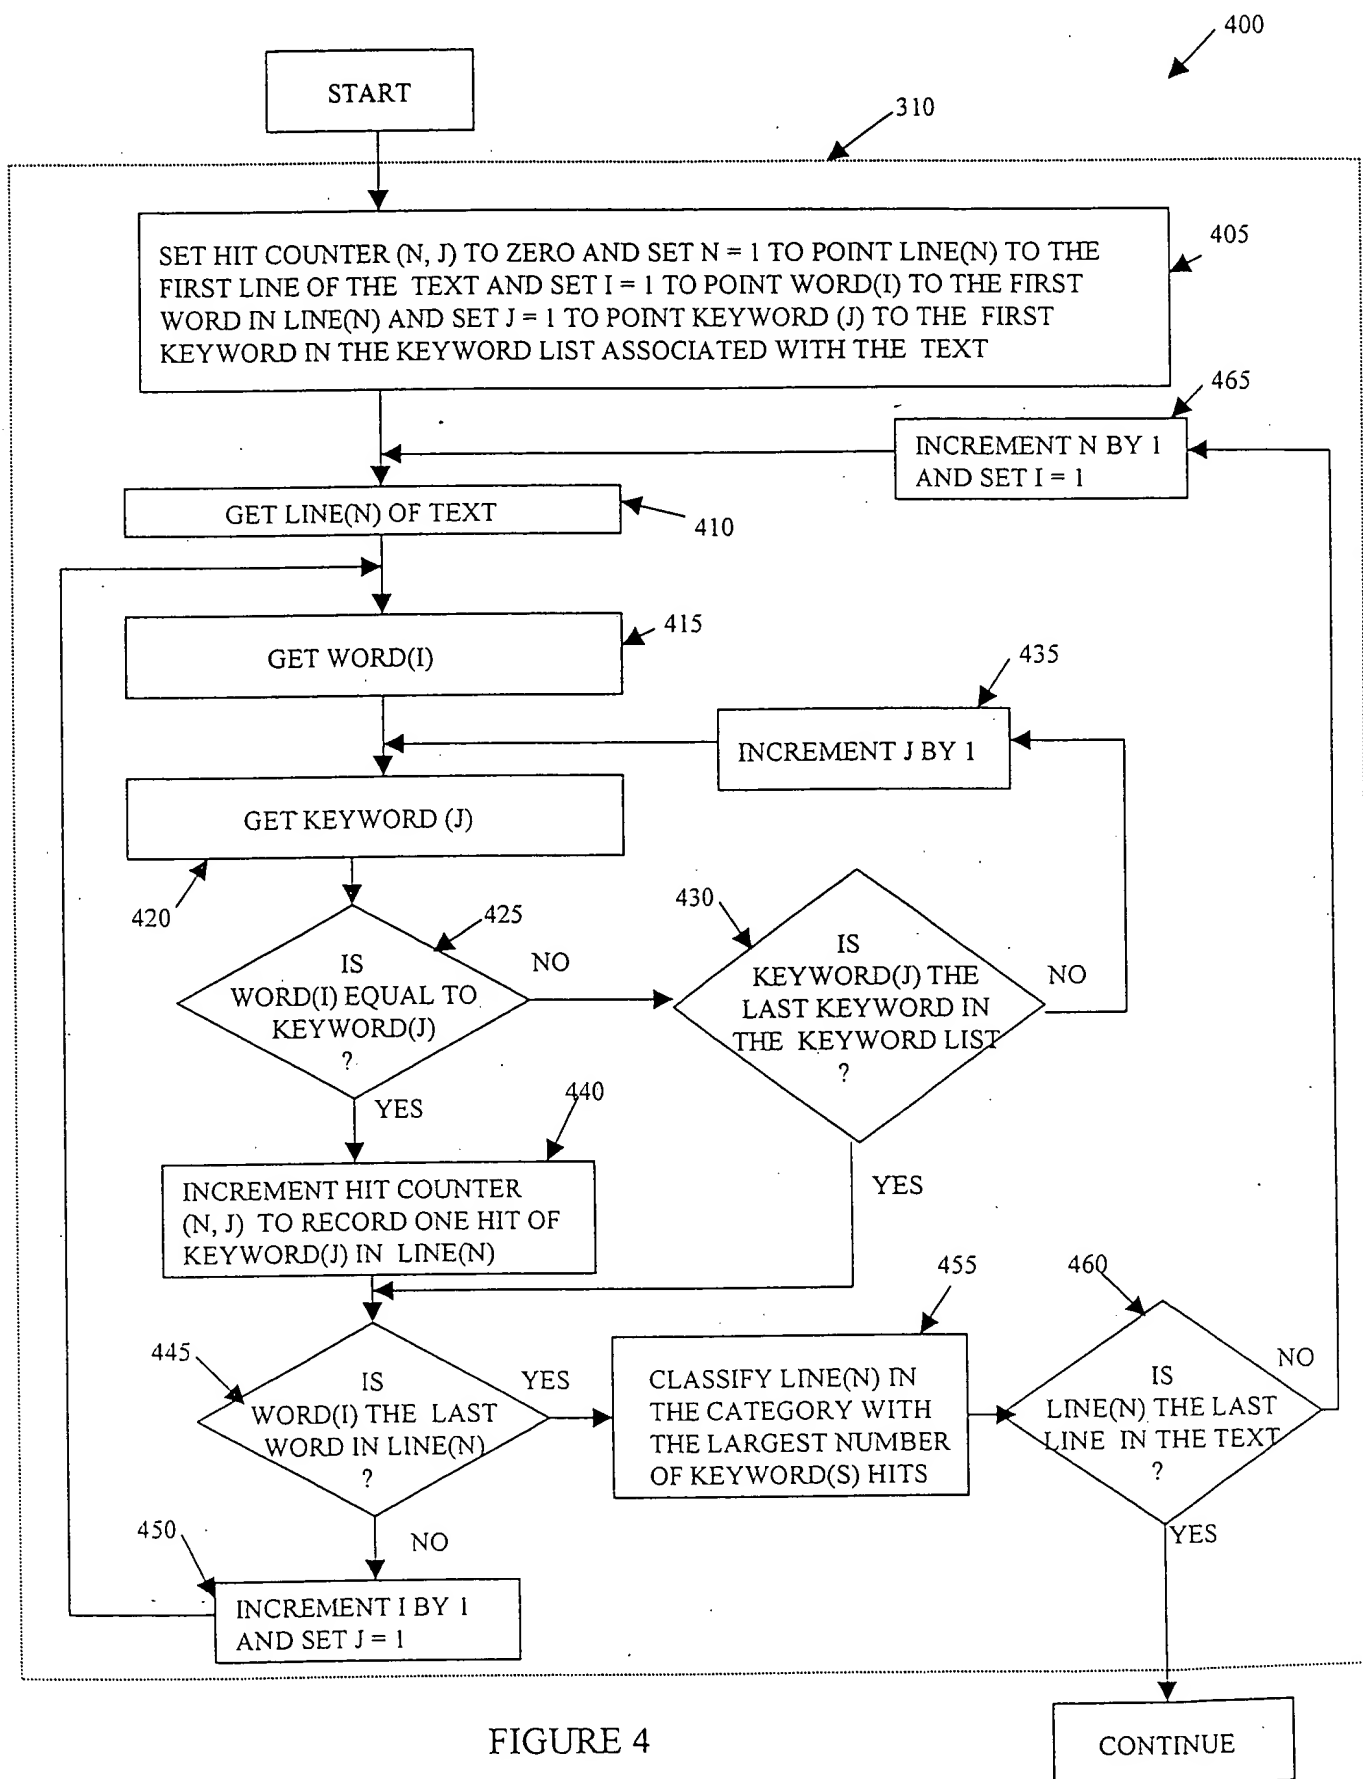 400
START
310
SET HIT COUNTER (N, J) TO ZERO AND SET N = 1 TO POINT LINE(N) TO THE
FIRST LINE OF THE TEXT AND SET I = 1 TO POINT WORD(I) TO THE FIRST
WORD IN LINE(N) AND SET J = 1 TO POINT KEYWORD (J) TO THE FIRST
KEYWORD IN THE KEYWORD LIST ASSOCIATED WITH THE TEXT
405
465
INCREMENT N BY 1
AND SET I = 1
GET LINE(N) OF TEXT
410
GET WORD(I)
415
435
INCREMENT J BY 1
GET KEYWORD (J)
420
425
IS
WORD(I) EQUAL TO
KEYWORD(J)
?
NO
430
IS
KEYWORD(J) THE
LAST KEYWORD IN
THE KEYWORD LIST
?
NO
YES
440
YES
INCREMENT HIT COUNTER
(N, J) TO RECORD ONE HIT OF
KEYWORD(J) IN LINE(N)
445
IS
WORD(I) THE LAST
WORD IN LINE(N)
?
YES
455
CLASSIFY LINE(N) IN
THE CATEGORY WITH
THE LARGEST NUMBER
OF KEYWORD(S) HITS
460
IS
LINE(N) THE LAST
LINE IN THE TEXT
?
NO
YES
NO
450
INCREMENT I BY 1
AND SET J = 1
FIGURE 4
CONTINUE